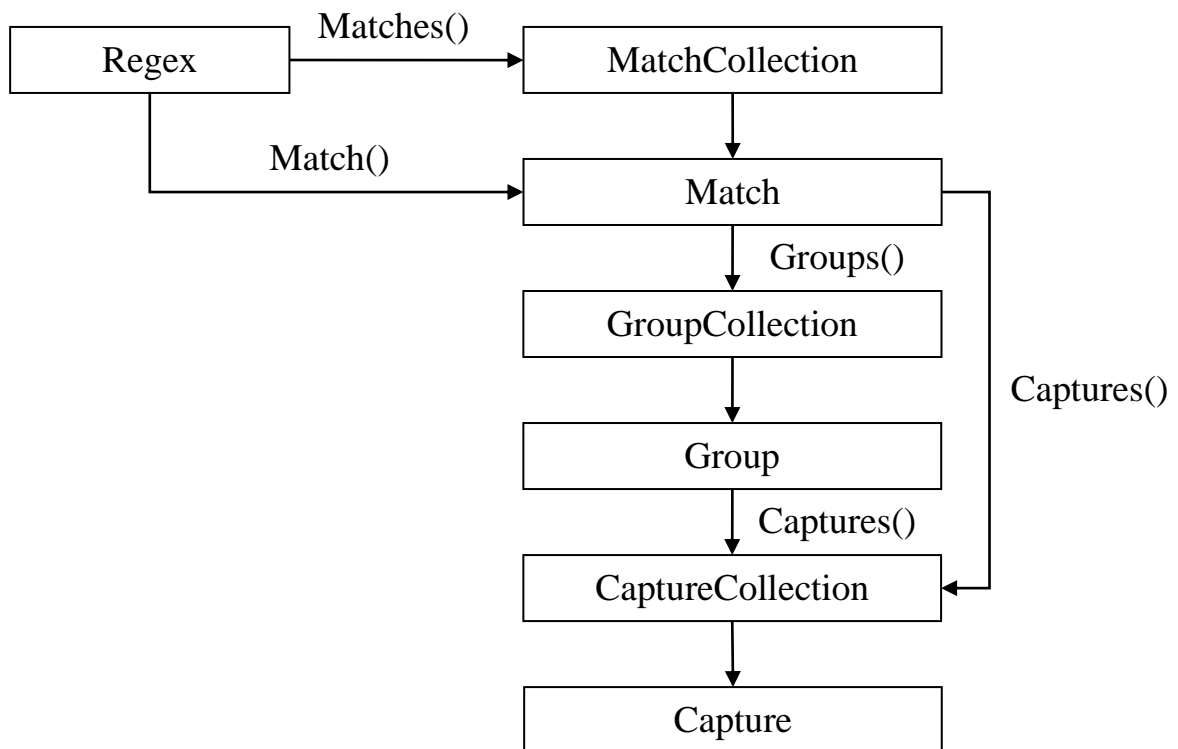 Matches()
Regex
MatchCollection
Match()
Match
Groups()
GroupCollection
Captures()
Group
Captures()
CaptureCollection
Capture